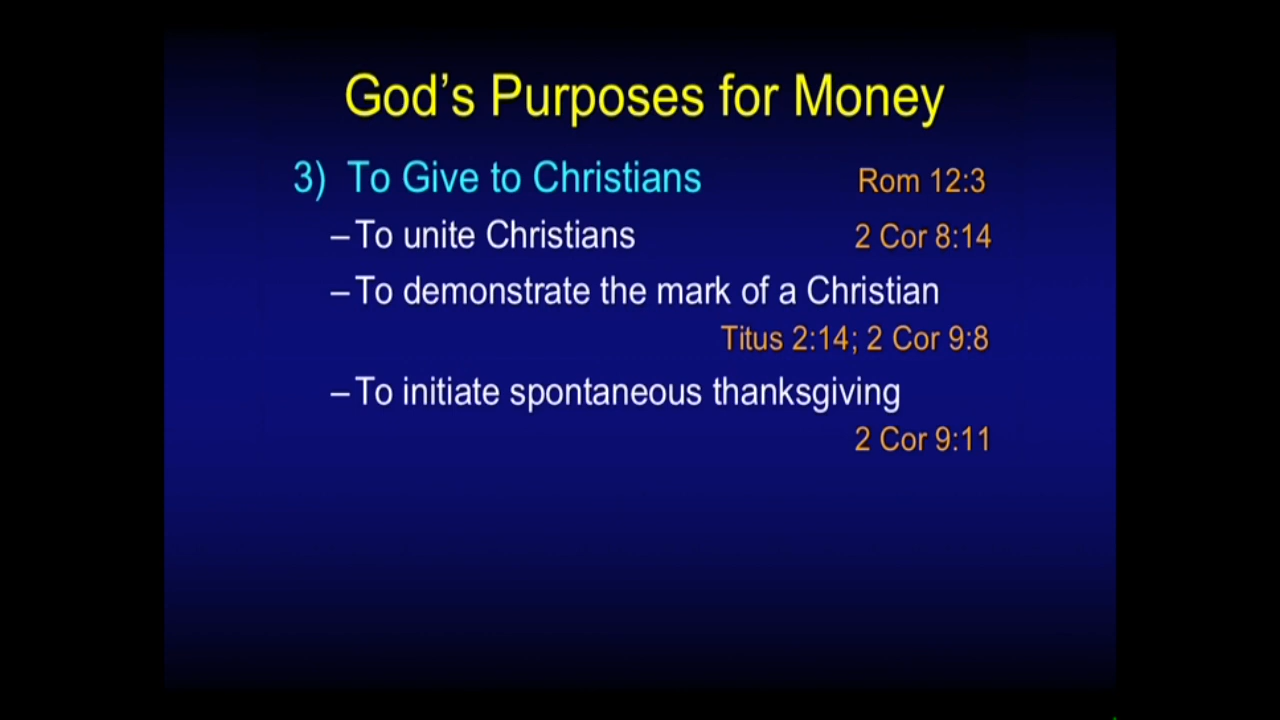 God’s Purposes for Money
3) To Give to Christians Rom 12:3
–To unite Christians 2 Cor 8:14
–To demonstrate the mark of a Christian
Titus 2:14; 2 Cor 9:8
–To initiate spontaneous thanksgiving
2 Cor 9:11